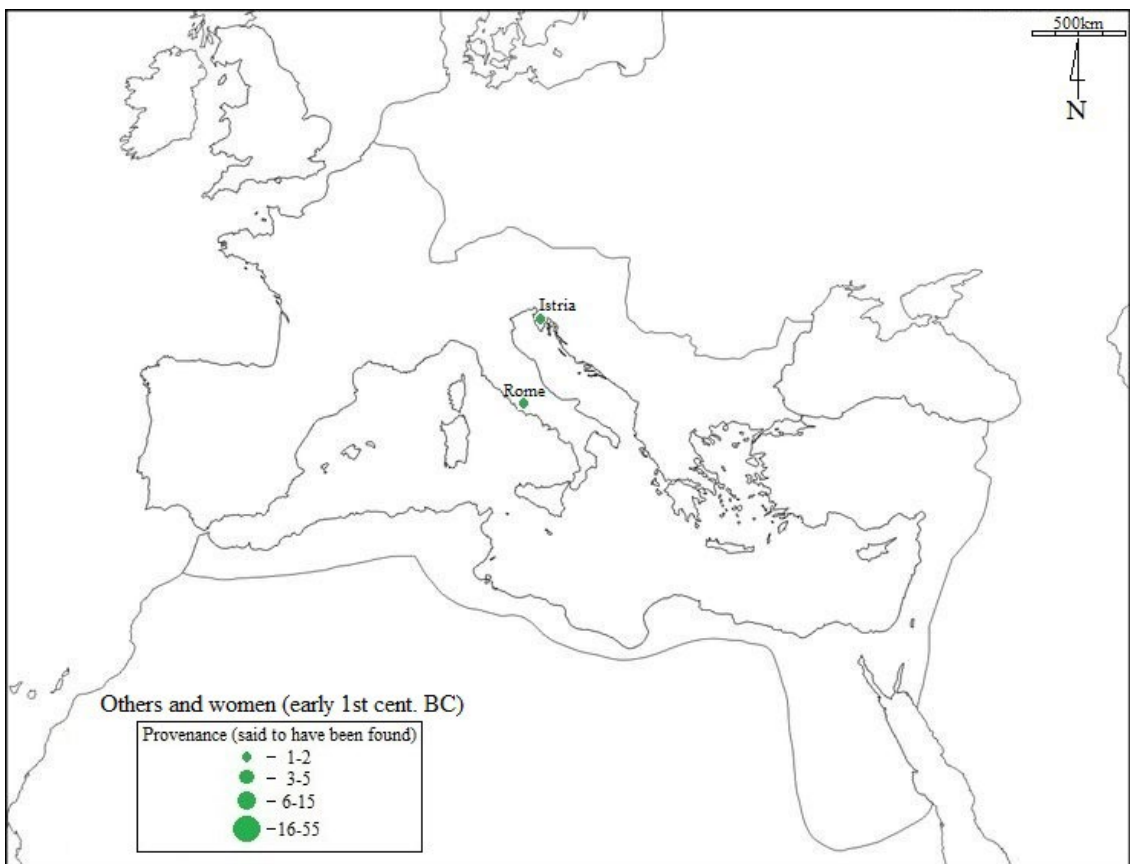 500km
N
Istria
Rome
Others and women (early 1st cent. BC)
Provenance (said to have been found)
– 1-2
– 3-5
– 6-15
–16-55